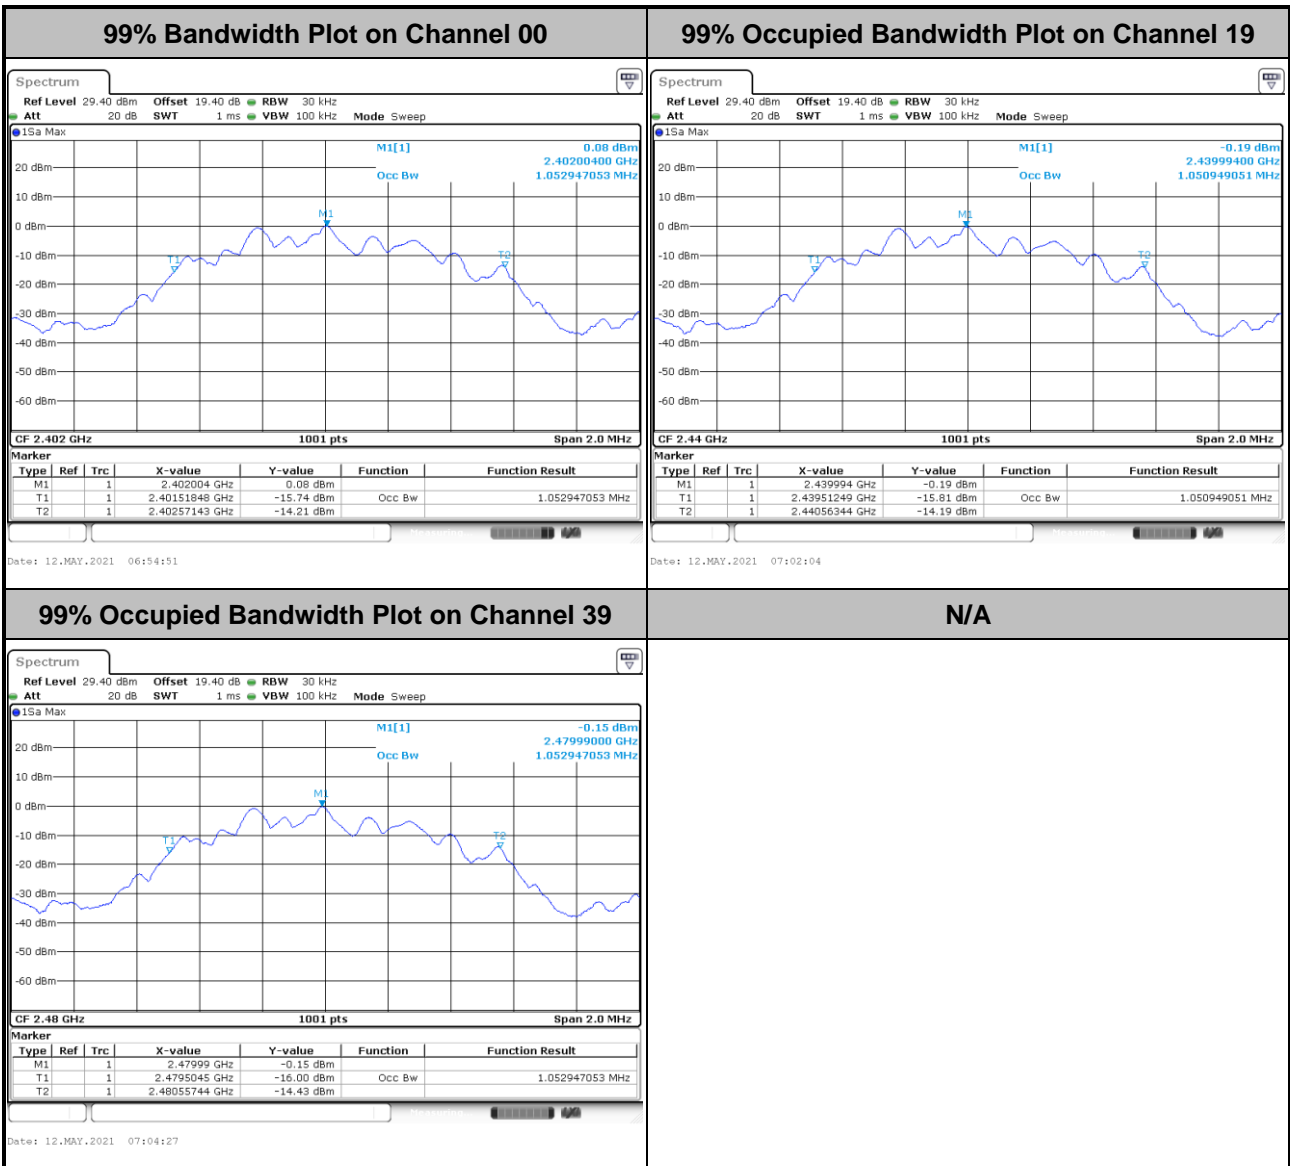 99% Bandwidth Plot on Channel 00
Spectrum
Ref Level 29.40 dBm Offset 19.40 dB RBW 30 kHz
Att 20 dB SWT 1 ms VBW 100 kHz Mode Sweep
1Sa Max
M1[1] 0.08 dBm
2.40200400 GHz
Occ Bw 1.052947053 MHz
20 dBm
10 dBm
M1
0 dBm
-10 dBm
T1 T2
-20 dBm
-30 dBm
-40 dBm
-50 dBm
-60 dBm
CF 2.402 GHz 1001 pts Span 2.0 MHz
Marker
Type Ref Trc X-value Y-value Function Function Result
M1 1 2.402004 GHz 0.08 dBm
T1 1 2.40151848 GHz -15.74 dBm Occ Bw 1.052947053 MHz
T2 1 2.40257143 GHz -14.21 dBm
Measuring...
Date: 12.MAY.2021 06:54:51
99% Occupied Bandwidth Plot on Channel 19
Spectrum
Ref Level 29.40 dBm Offset 19.40 dB RBW 30 kHz
Att 20 dB SWT 1 ms VBW 100 kHz Mode Sweep
1Sa Max
M1[1] -0.19 dBm
2.43999400 GHz
Occ Bw 1.050949051 MHz
20 dBm
10 dBm
M1
0 dBm
-10 dBm
T1 T2
-20 dBm
-30 dBm
-40 dBm
-50 dBm
-60 dBm
CF 2.44 GHz 1001 pts Span 2.0 MHz
Marker
Type Ref Trc X-value Y-value Function Function Result
M1 1 2.439994 GHz -0.19 dBm
T1 1 2.43951249 GHz -15.81 dBm Occ Bw 1.050949051 MHz
T2 1 2.44056344 GHz -14.19 dBm
Measuring...
Date: 12.MAY.2021 07:02:04
99% Occupied Bandwidth Plot on Channel 39
Spectrum
Ref Level 29.40 dBm Offset 19.40 dB RBW 30 kHz
Att 20 dB SWT 1 ms VBW 100 kHz Mode Sweep
1Sa Max
M1[1] -0.15 dBm
2.47999000 GHz
Occ Bw 1.052947053 MHz
20 dBm
10 dBm
M1
0 dBm
-10 dBm
T1 T2
-20 dBm
-30 dBm
-40 dBm
-50 dBm
-60 dBm
CF 2.48 GHz 1001 pts Span 2.0 MHz
Marker
Type Ref Trc X-value Y-value Function Function Result
M1 1 2.47999 GHz -0.15 dBm
T1 1 2.4795045 GHz -16.00 dBm Occ Bw 1.052947053 MHz
T2 1 2.48055744 GHz -14.43 dBm
Measuring...
Date: 12.MAY.2021 07:04:27
N/A